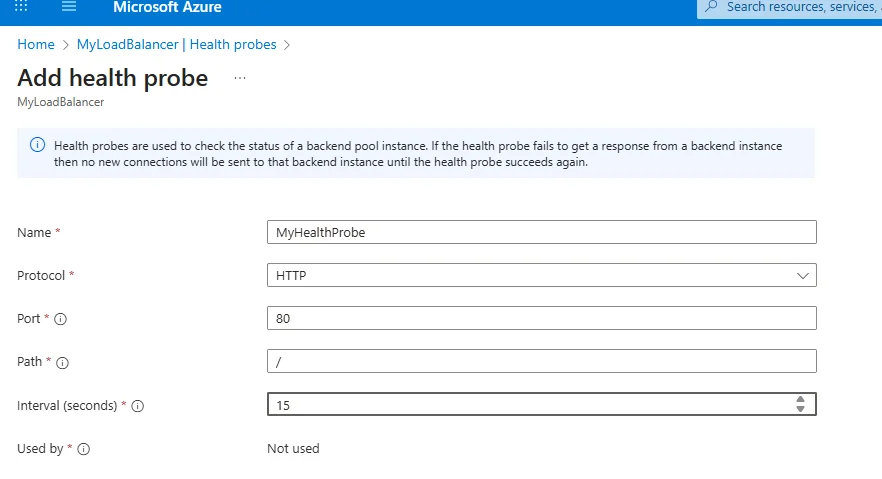 Microsoft Azure
Search resources, services,
Home > MyLoadBalancer | Health probes >
Add health probe ...
MyLoadBalancer
Health probes are used to check the status of a backend pool instance. If the health probe fails to get a response from a backend instance
then no new connections will be sent to that backend instance until the health probe succeeds again.
Name * MyHealthProbe
Protocol * HTTP
Port * 80
Path * /
Interval (seconds) * 15
Used by * Not used